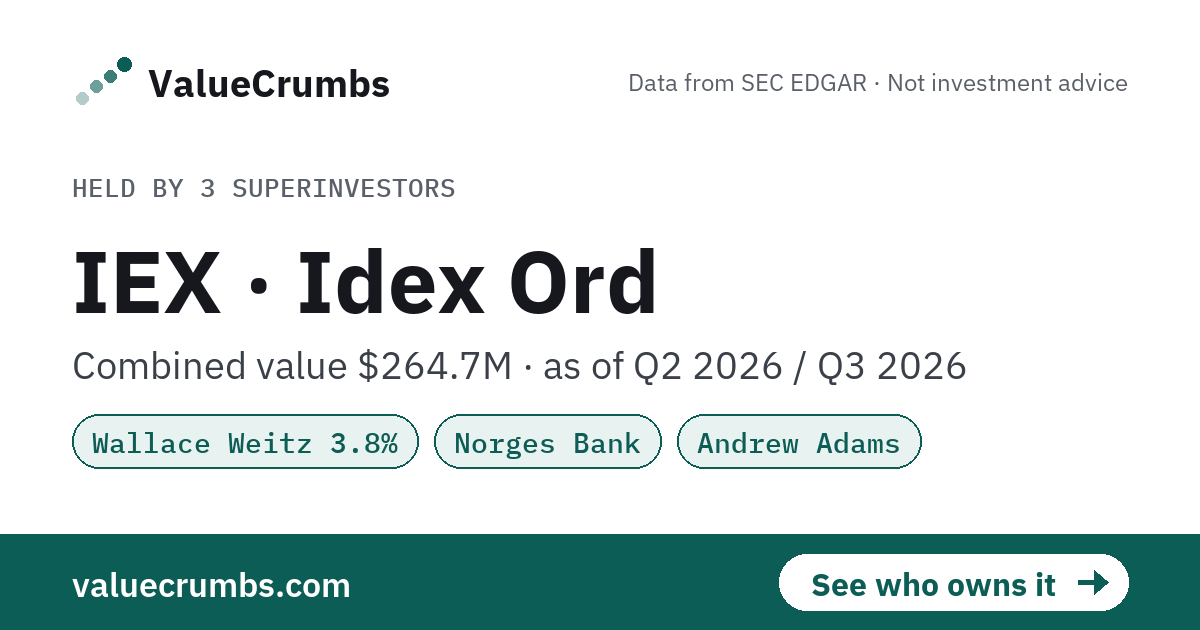 ValueCrumbs
Data from SEC EDGAR · Not investment advice
HELD BY 3 SUPERINVESTORS
IEX · Idex Ord
Combined value $264.7M · as of Q2 2026 / Q3 2026
Wallace Weitz 3.8%
Norges Bank
Andrew Adams
valuecrumbs.com
See who owns it →